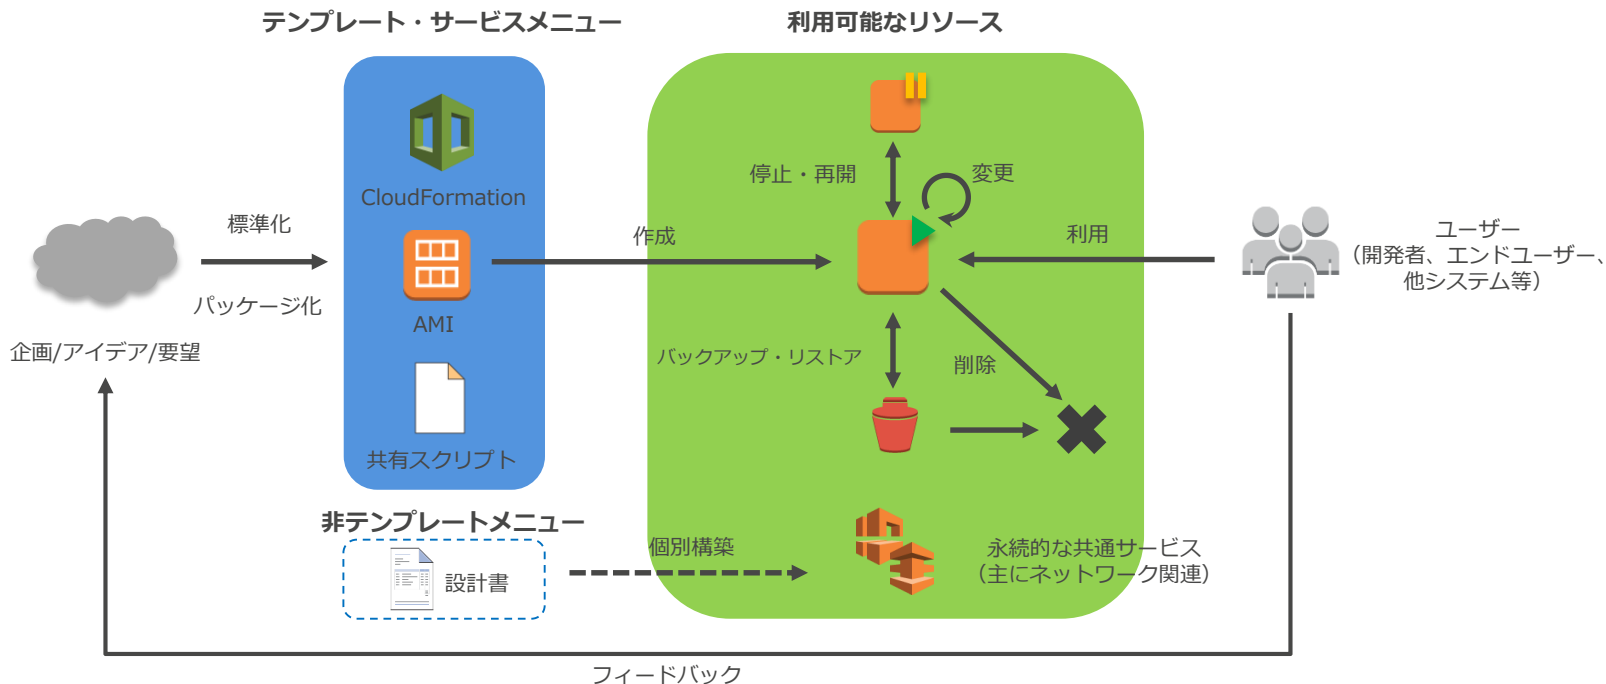 テンプレート・サービスメニュー
利用可能なリソース
CloudFormation
標準化
パッケージ化
AMI
企画/アイデア/要望
共有スクリプト
作成
停止・再開
変更
利用
ユーザー
（開発者、エンドユーザー、
他システム等）
バックアップ・リストア
削除
非テンプレートメニュー
設計書
個別構築
永続的な共通サービス
（主にネットワーク関連）
フィードバック